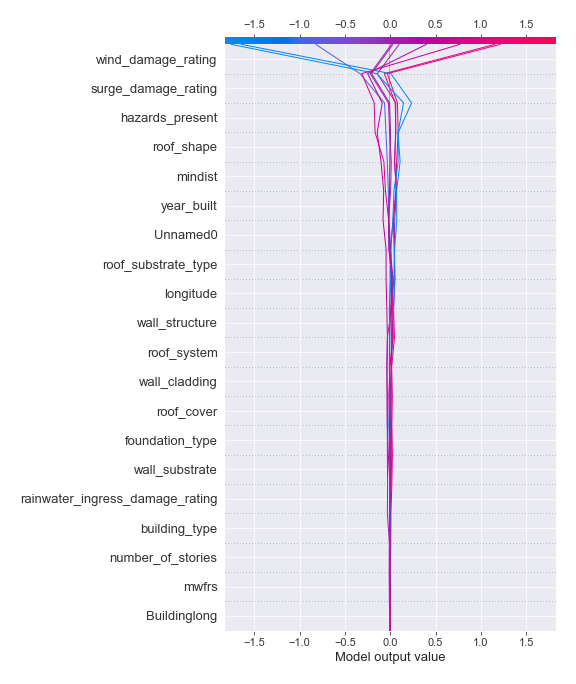 −1.5 −1.0 −0.5 0.0 0.5 1.0 1.5
wind_damage_rating
surge_damage_rating
hazards_present
roof_shape
mindist
year_built
Unnamed0
roof_substrate_type
longitude
wall_structure
roof_system
wall_cladding
roof_cover
foundation_type
wall_substrate
rainwater_ingress_damage_rating
building_type
number_of_stories
mwfrs
Buildinglong
−1.5 −1.0 −0.5 0.0 0.5 1.0 1.5
Model output value